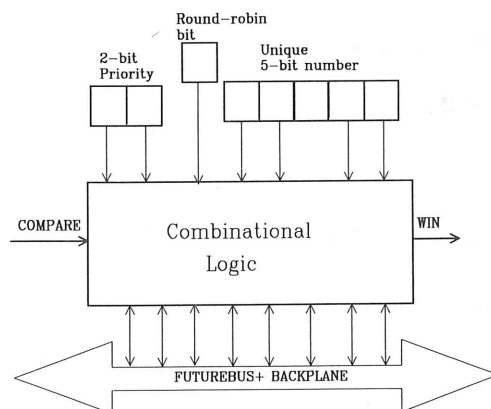 Round-robin
bit
2-bit
Priority
Unique
5-bit number
COMPARE
Combinational
Logic
WIN
FUTUREBUS+ BACKPLANE